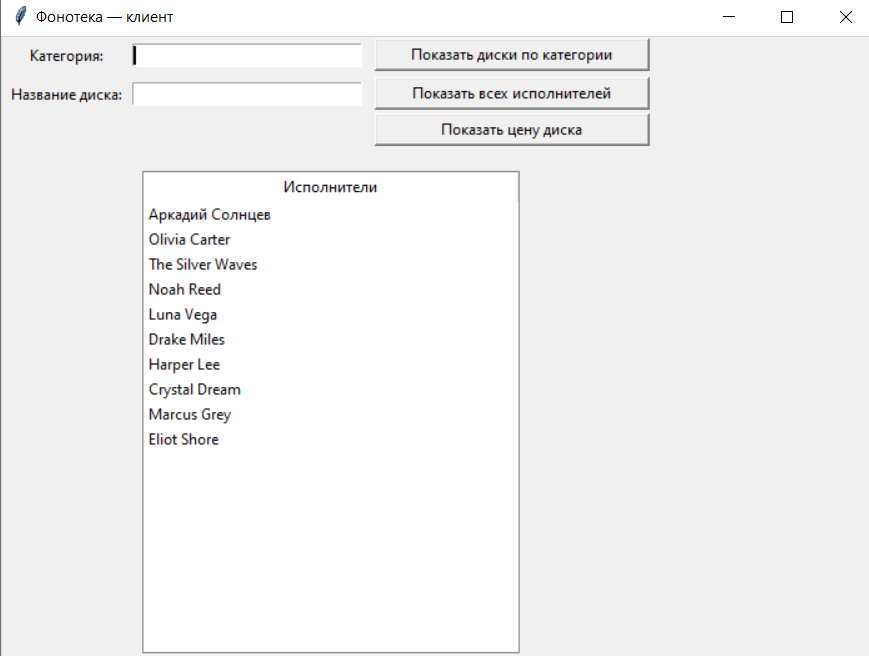 Фонотека — клиент
Категория:
Показать диски по категории
Название диска:
Показать всех исполнителей
Показать цену диска
Исполнители
Аркадий Солнцев
Olivia Carter
The Silver Waves
Noah Reed
Luna Vega
Drake Miles
Harper Lee
Crystal Dream
Marcus Grey
Eliot Shore